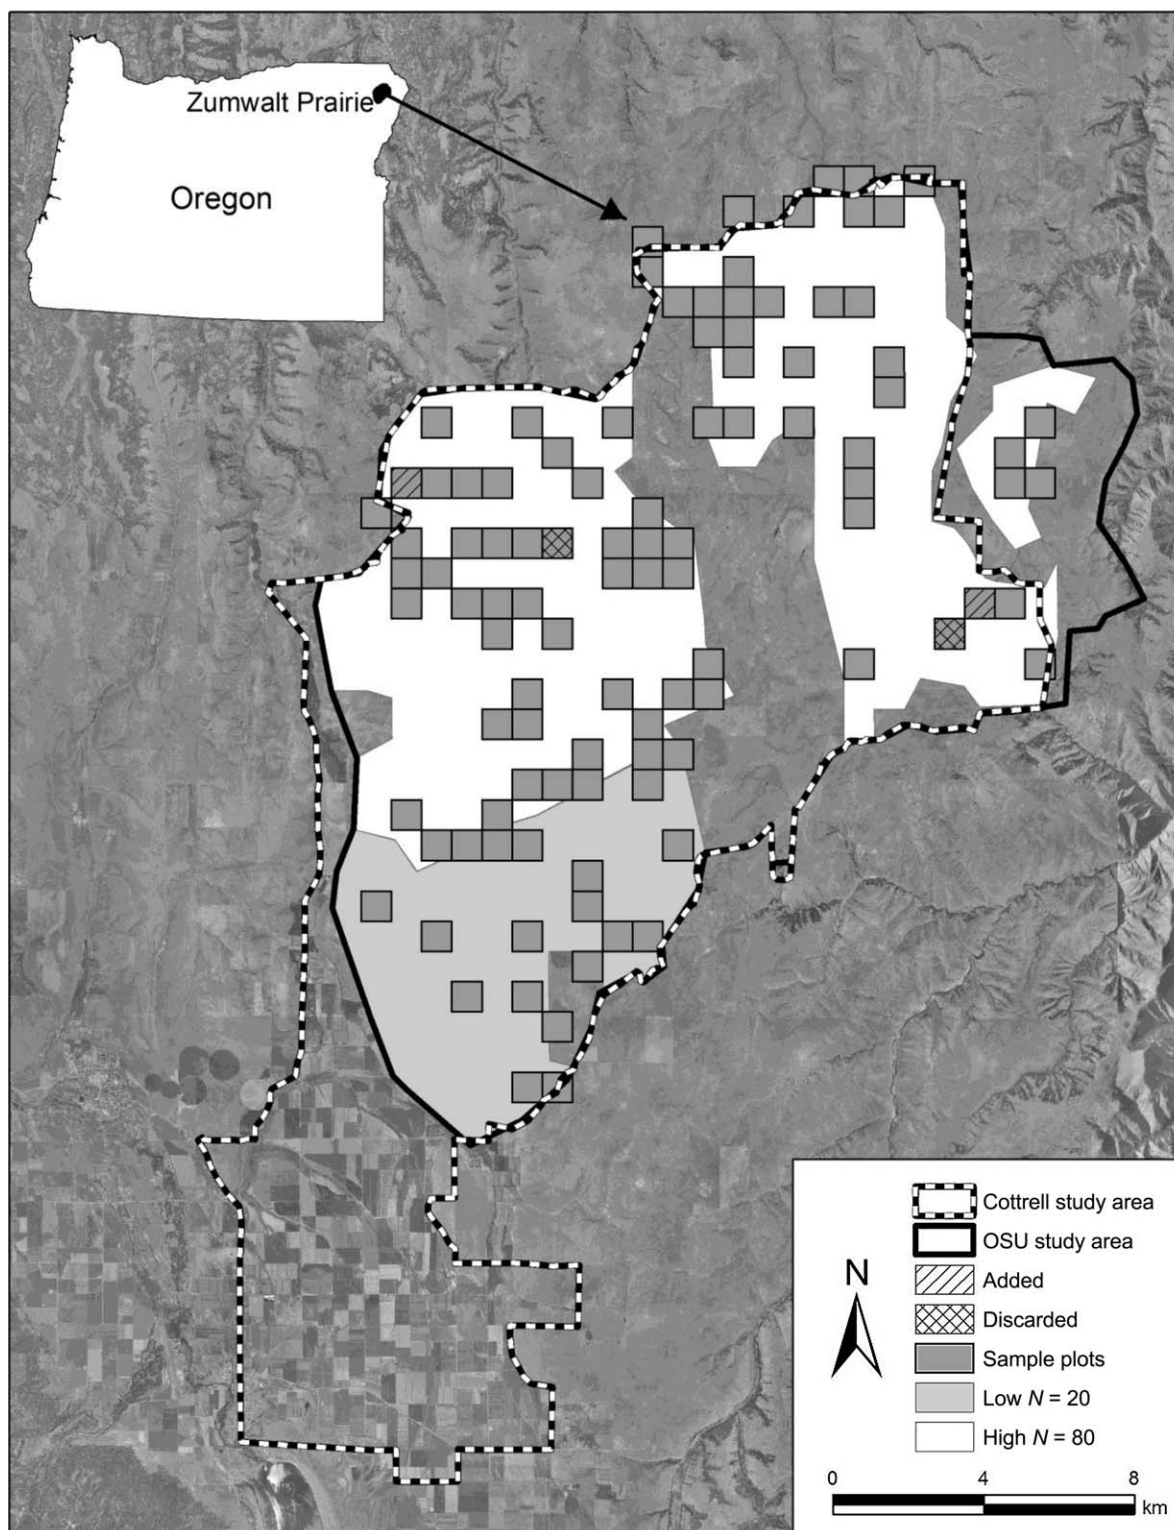 Zumwalt Prairie
Oregon
Cottrell study area
OSU study area
Added
Discarded
Sample plots
Low N = 20
High N = 80
N
0 4 8
km